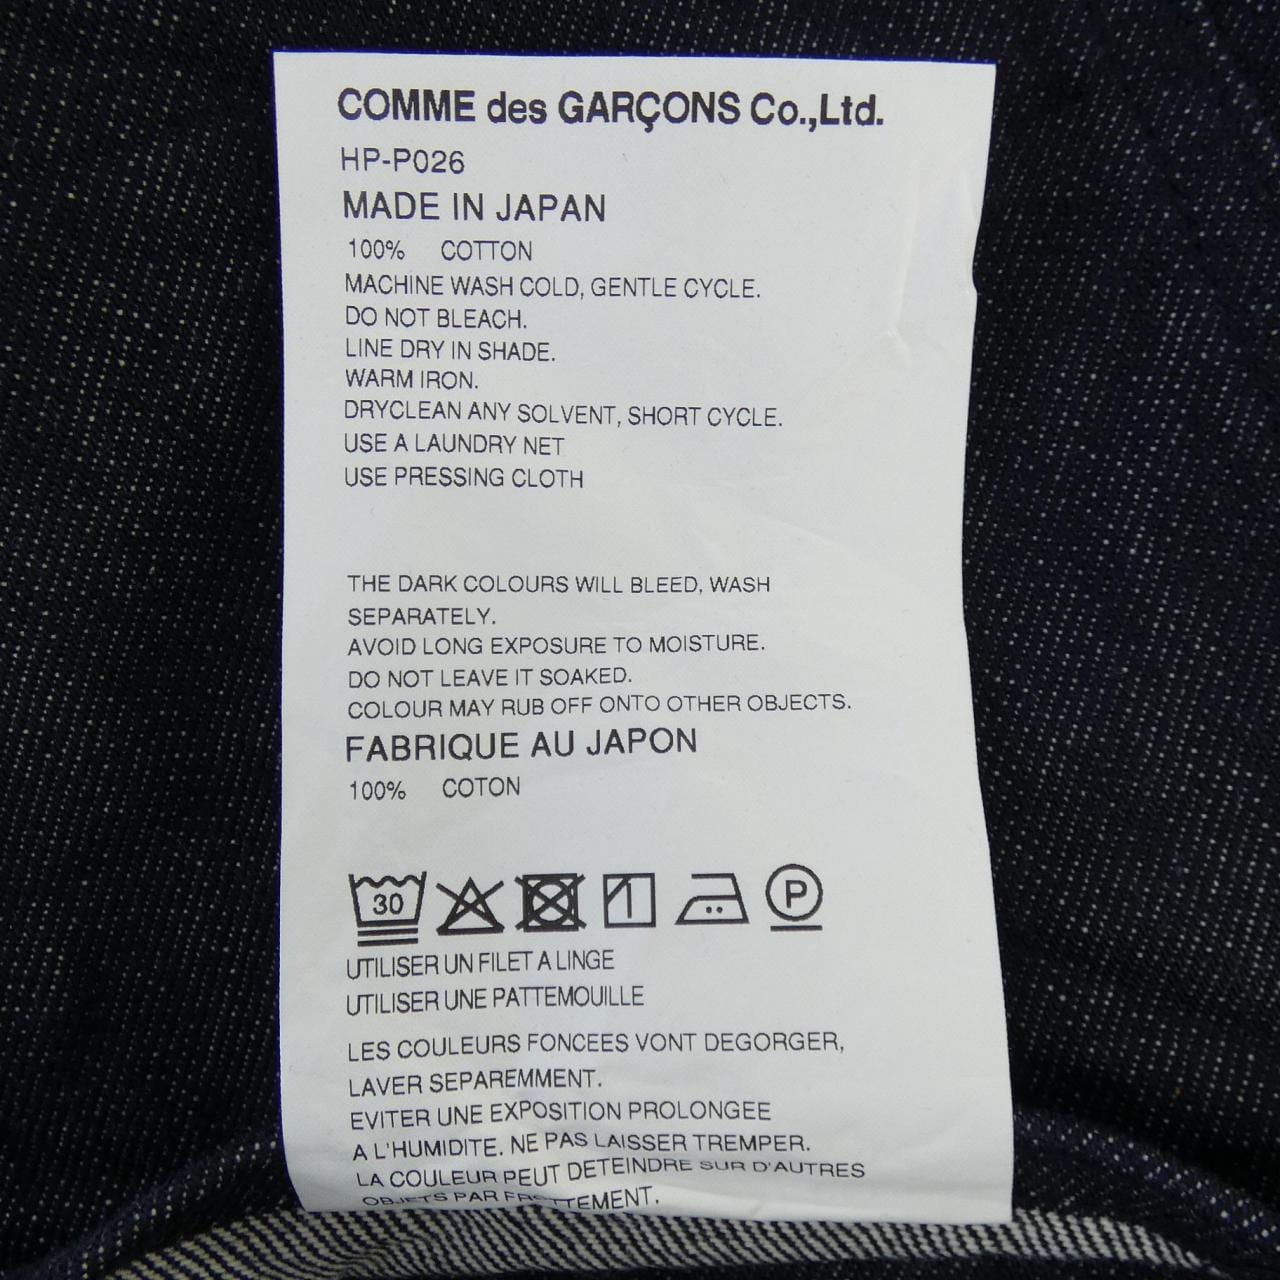 COMME des GARÇONS Co.,Ltd.
HP-P026
MADE IN JAPAN
100% COTTON
MACHINE WASH COLD, GENTLE CYCLE.
DO NOT BLEACH.
LINE DRY IN SHADE.
WARM IRON.
DRYCLEAN ANY SOLVENT, SHORT CYCLE.
USE A LAUNDRY NET
USE PRESSING CLOTH
THE DARK COLOURS WILL BLEED, WASH
SEPARATELY.
AVOID LONG EXPOSURE TO MOISTURE.
DO NOT LEAVE IT SOAKED.
COLOUR MAY RUB OFF ONTO OTHER OBJECTS.
FABRIQUE AU JAPON
100% COTON
30 P
UTILISER UN FILET A LINGE
UTILISER UNE PATTEMOUILLE
LES COULEURS FONCEES VONT DEGORGER,
LAVER SEPAREMMENT.
EVITER UNE EXPOSITION PROLONGEE
A L'HUMIDITE. NE PAS LAISSER TREMPER.
LA COULEUR PEUT DETEINDRE SUR D'AUTRES
OBJETS PAR FROTTEMENT.